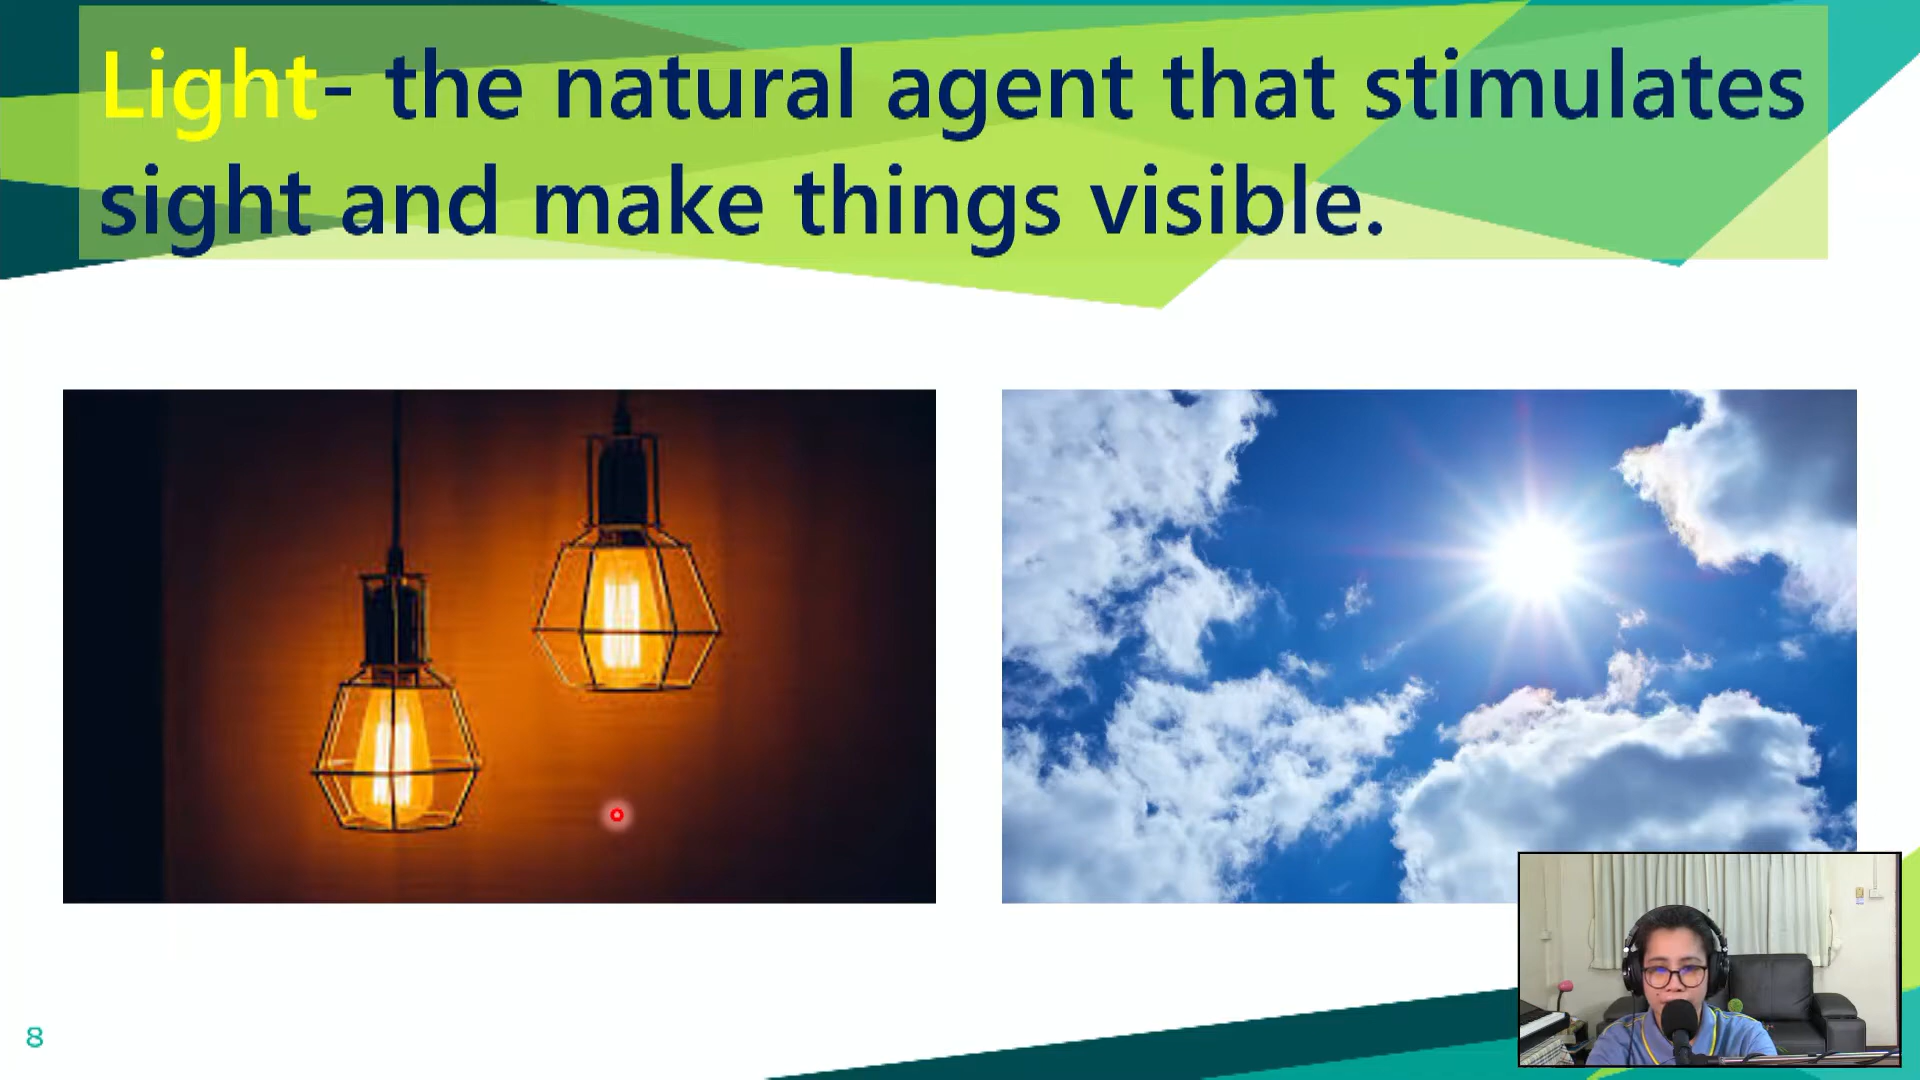 Light- the natural agent that stimulates
sight and make things visible.
8